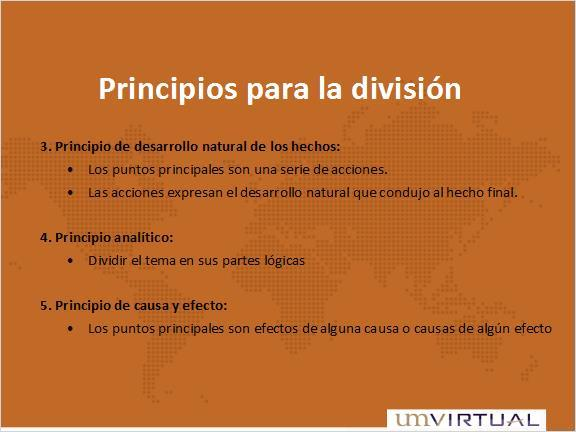 Principios para la división
3. Principio de desarrollo natural de los hechos:
• Los puntos principales son una serie de acciones.
• Las acciones expresan el desarrollo natural que condujo al hecho final.
4. Principio analítico:
• Dividir el tema en sus partes lógicas
5. Principio de causa y efecto:
• Los puntos principales son efectos de alguna causa o causas de algún efecto
UMVIRTUAL